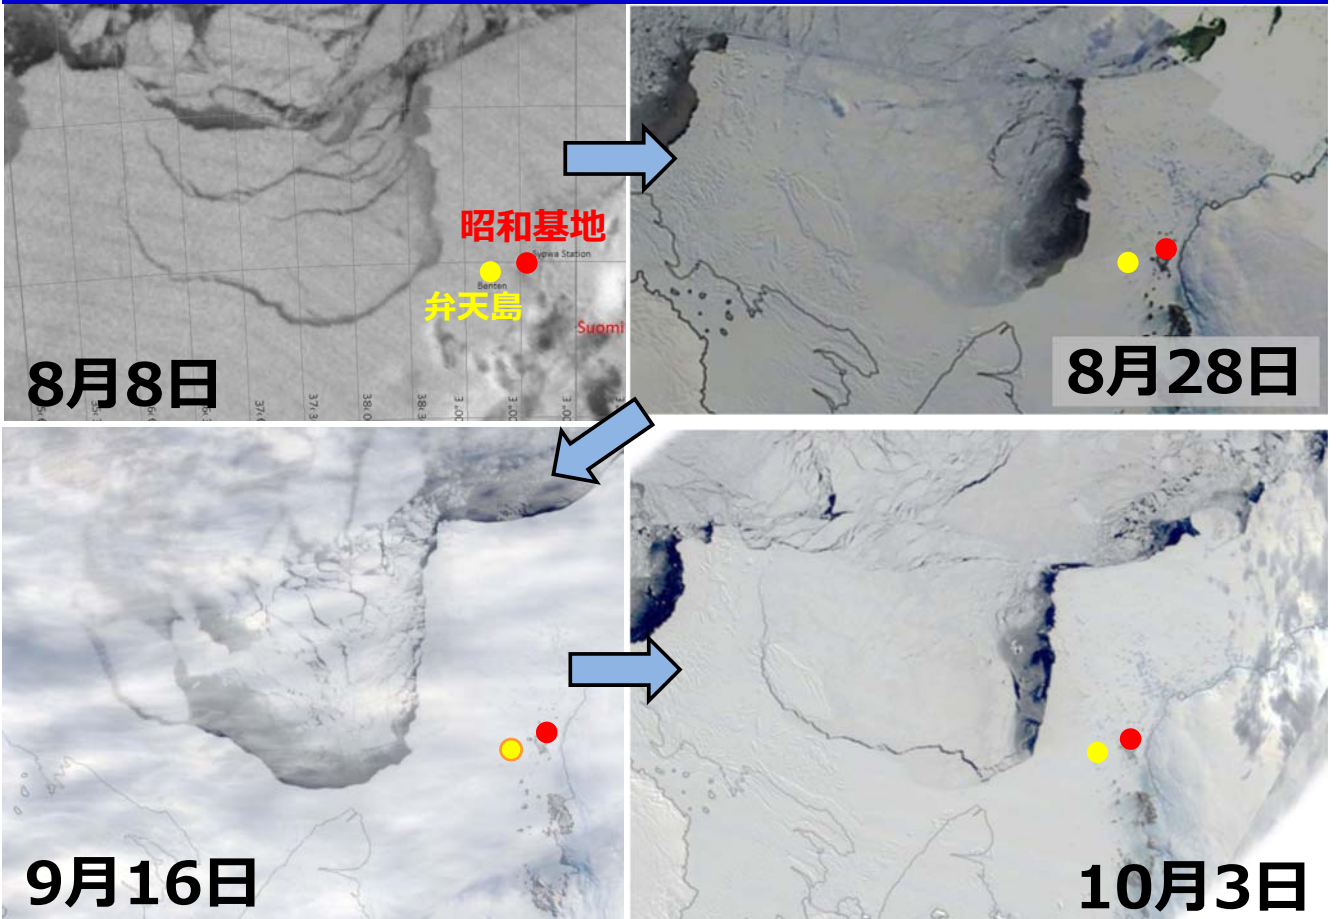 昭和基地
Syowa Station
Benten
弁天島
Suomi
8月8日
8月28日
9月16日
10月3日